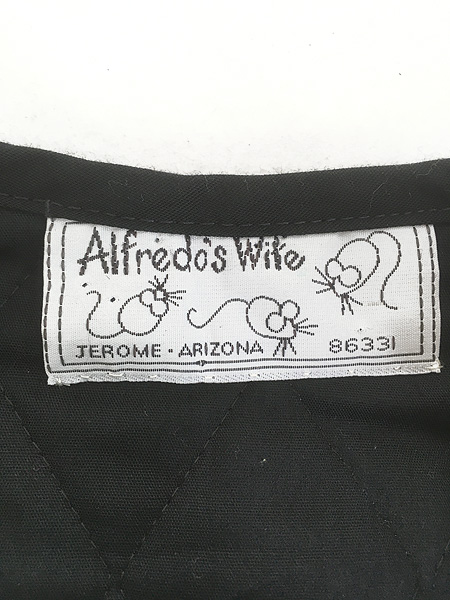 Alfredo's Wife
JEROME - ARIZONA 86331